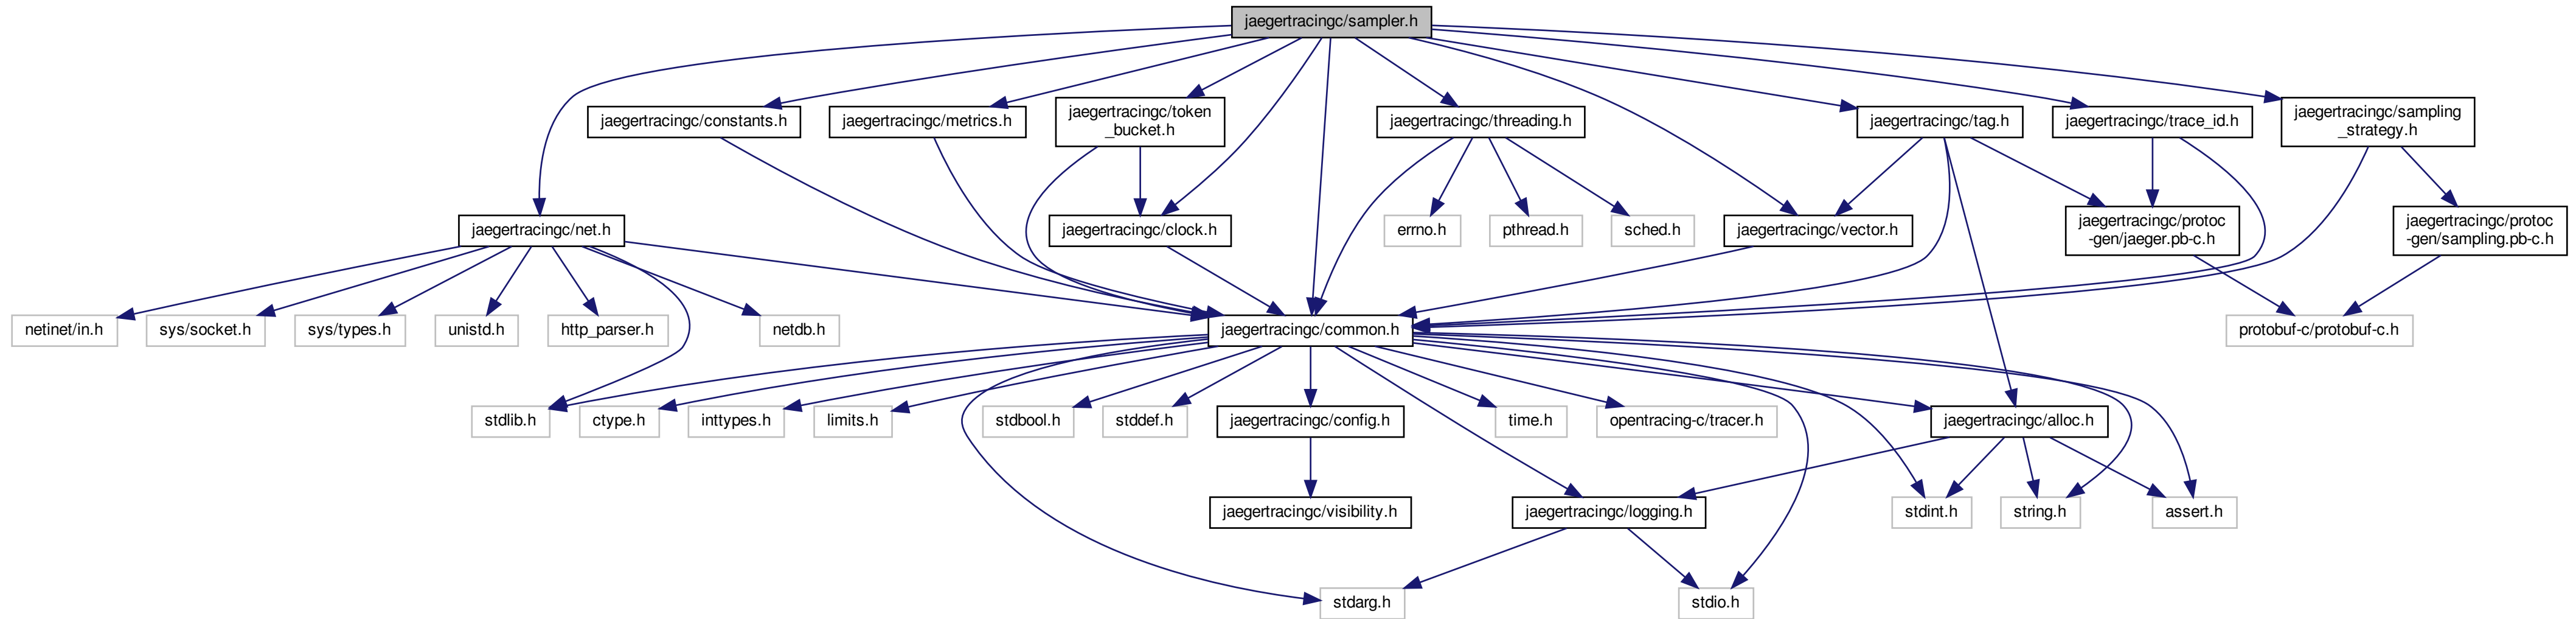 jaegertracingc/sampler.h
jaegertracingc/constants.h
jaegertracingc/metrics.h
jaegertracingc/token
_bucket.h
jaegertracingc/threading.h
jaegertracingc/tag.h
jaegertracingc/trace_id.h
jaegertracingc/sampling
_strategy.h
jaegertracingc/net.h
jaegertracingc/clock.h
errno.h
pthread.h
sched.h
jaegertracingc/vector.h
jaegertracingc/protoc
-gen/jaeger.pb-c.h
jaegertracingc/protoc
-gen/sampling.pb-c.h
netinet/in.h
sys/socket.h
sys/types.h
unistd.h
http_parser.h
netdb.h
jaegertracingc/common.h
protobuf-c/protobuf-c.h
stdlib.h
ctype.h
inttypes.h
limits.h
stdbool.h
stddef.h
jaegertracingc/config.h
time.h
opentracing-c/tracer.h
jaegertracingc/alloc.h
jaegertracingc/visibility.h
jaegertracingc/logging.h
stdint.h
string.h
assert.h
stdarg.h
stdio.h